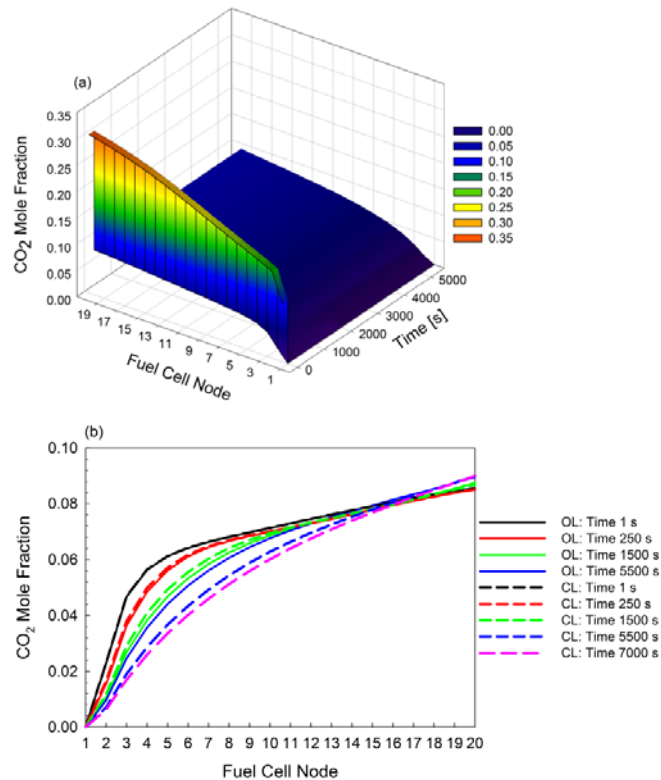 (a)
0.35
0.30
0.25
0.20
0.15
0.10
0.05
0.00
CO2 Mole Fraction
19
17
15
13
11
9
7
5
3
1
Fuel Cell Node
0
1000
2000
3000
4000
5000
Time [s]
0.00
0.05
0.10
0.15
0.20
0.25
0.30
0.35
(b)
0.10
0.08
0.06
0.04
0.02
0.00
CO2 Mole Fraction
1 2 3 4 5 6 7 8 9 10 11 12 13 14 15 16 17 18 19 20
Fuel Cell Node
OL: Time 1 s
OL: Time 250 s
OL: Time 1500 s
OL: Time 5500 s
CL: Time 1 s
CL: Time 250 s
CL: Time 1500 s
CL: Time 5500 s
CL: Time 7000 s